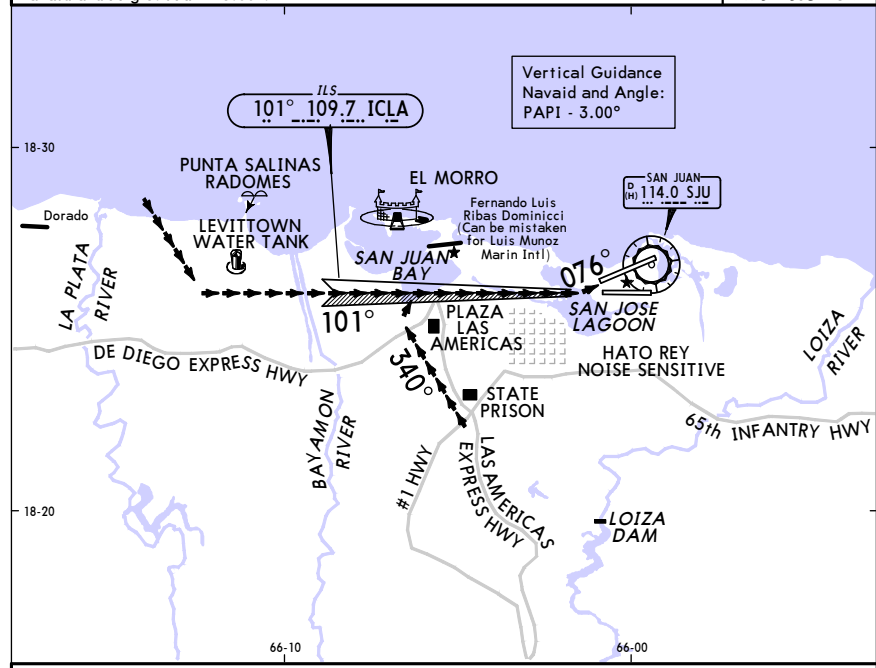 ILS
101° 109.7 ICLA
Vertical Guidance
Navaid and Angle:
PAPI - 3.00°
18-30
PUNTA SALINAS
RADOMES
EL MORRO
SAN JUAN
D
(H) 114.0 SJU
Dorado
LEVITTOWN
WATER TANK
Fernando Luis
Ribas Dominicci
(Can be mistaken
for Luis Munoz
Marin Intl)
LA PLATA
RIVER
SAN JUAN
BAY
076°
101°
PLAZA
LAS
AMERICAS
SAN JOSE
LAGOON
LOIZA
RIVER
DE DIEGO EXPRESS HWY
340°
HATO REY
NOISE SENSITIVE
STATE
PRISON
BAYAMON
RIVER
65th INFANTRY HWY
#1 HWY
LAS AMERICAS
EXPRESS HWY
18-20
LOIZA
DAM
66-10
66-00